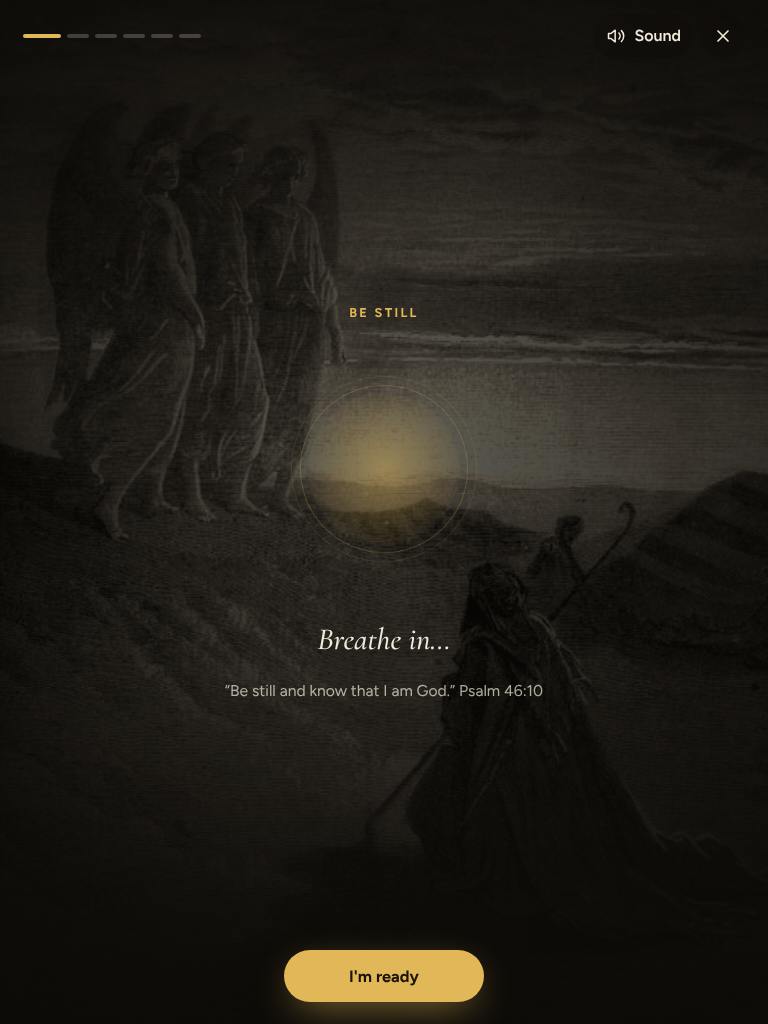 Sound
BE STILL
Breathe in...
“Be still and know that I am God.” Psalm 46:10
I'm ready